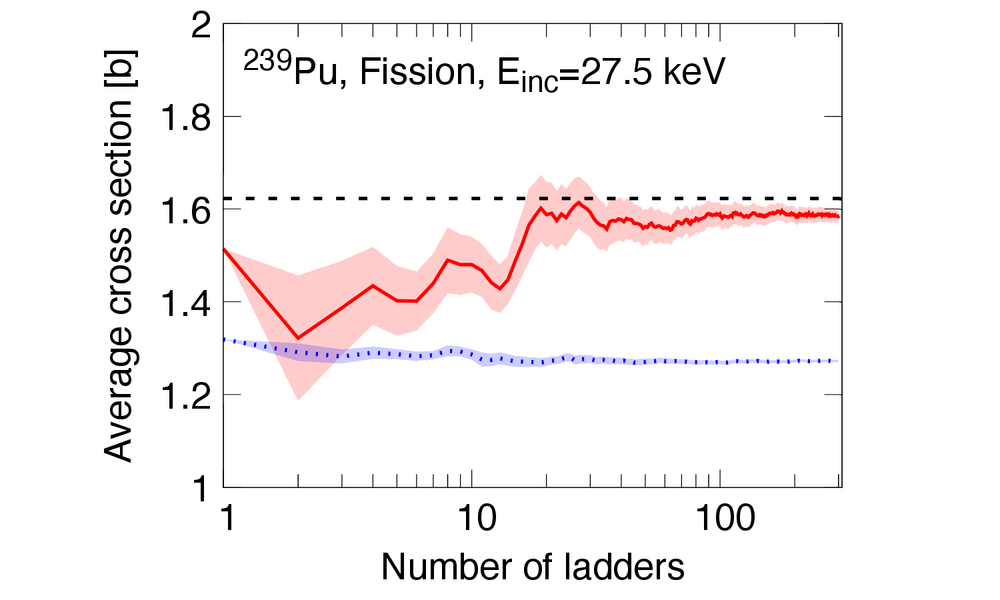 2
²³⁹Pu, Fission, E_inc=27.5 keV
1.8
1.6
1.4
1.2
1
Average cross section [b]
1 10 100
Number of ladders